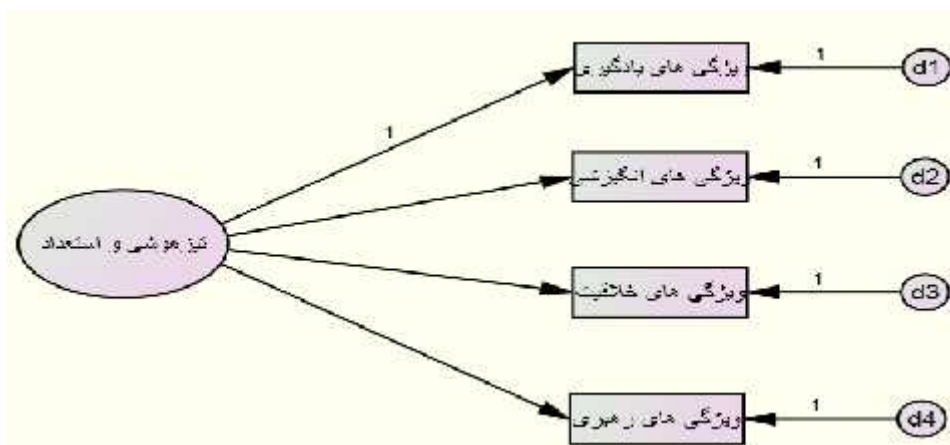 ویژگی های یادگیری
1
d1
1
ویژگی های انگیزشی
1
d2
تیزهوشی و استعداد
ویژگی های خلاقیت
1
d3
ویژگی های رهبری
1
d4